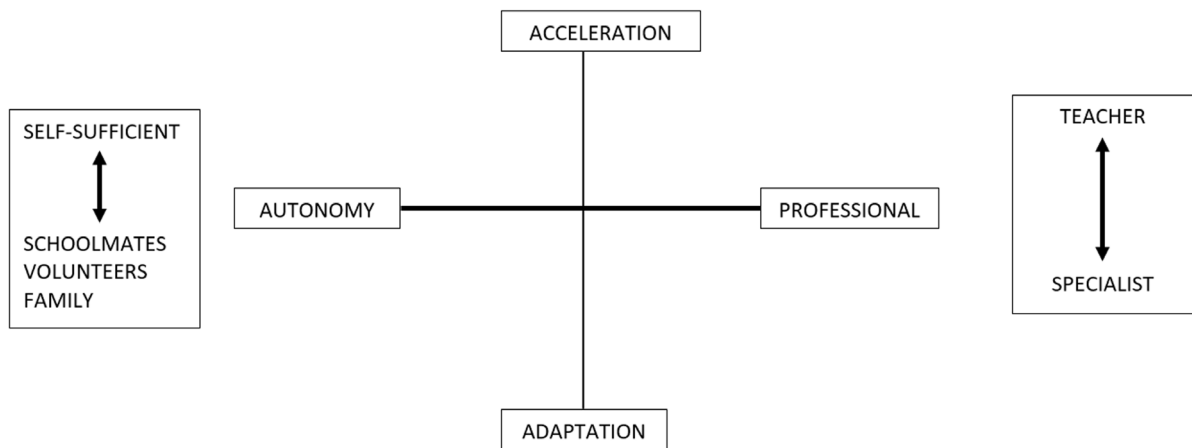 ACCELERATION
SELF-SUFFICIENT
SCHOOLMATES
VOLUNTEERS
FAMILY
AUTONOMY
PROFESSIONAL
TEACHER
SPECIALIST
ADAPTATION